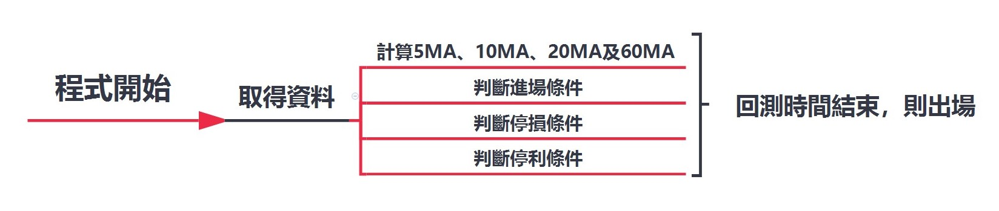 程式開始
取得資料
計算5MA、10MA、20MA及60MA
判斷進場條件
判斷停損條件
判斷停利條件
回測時間結束，則出場